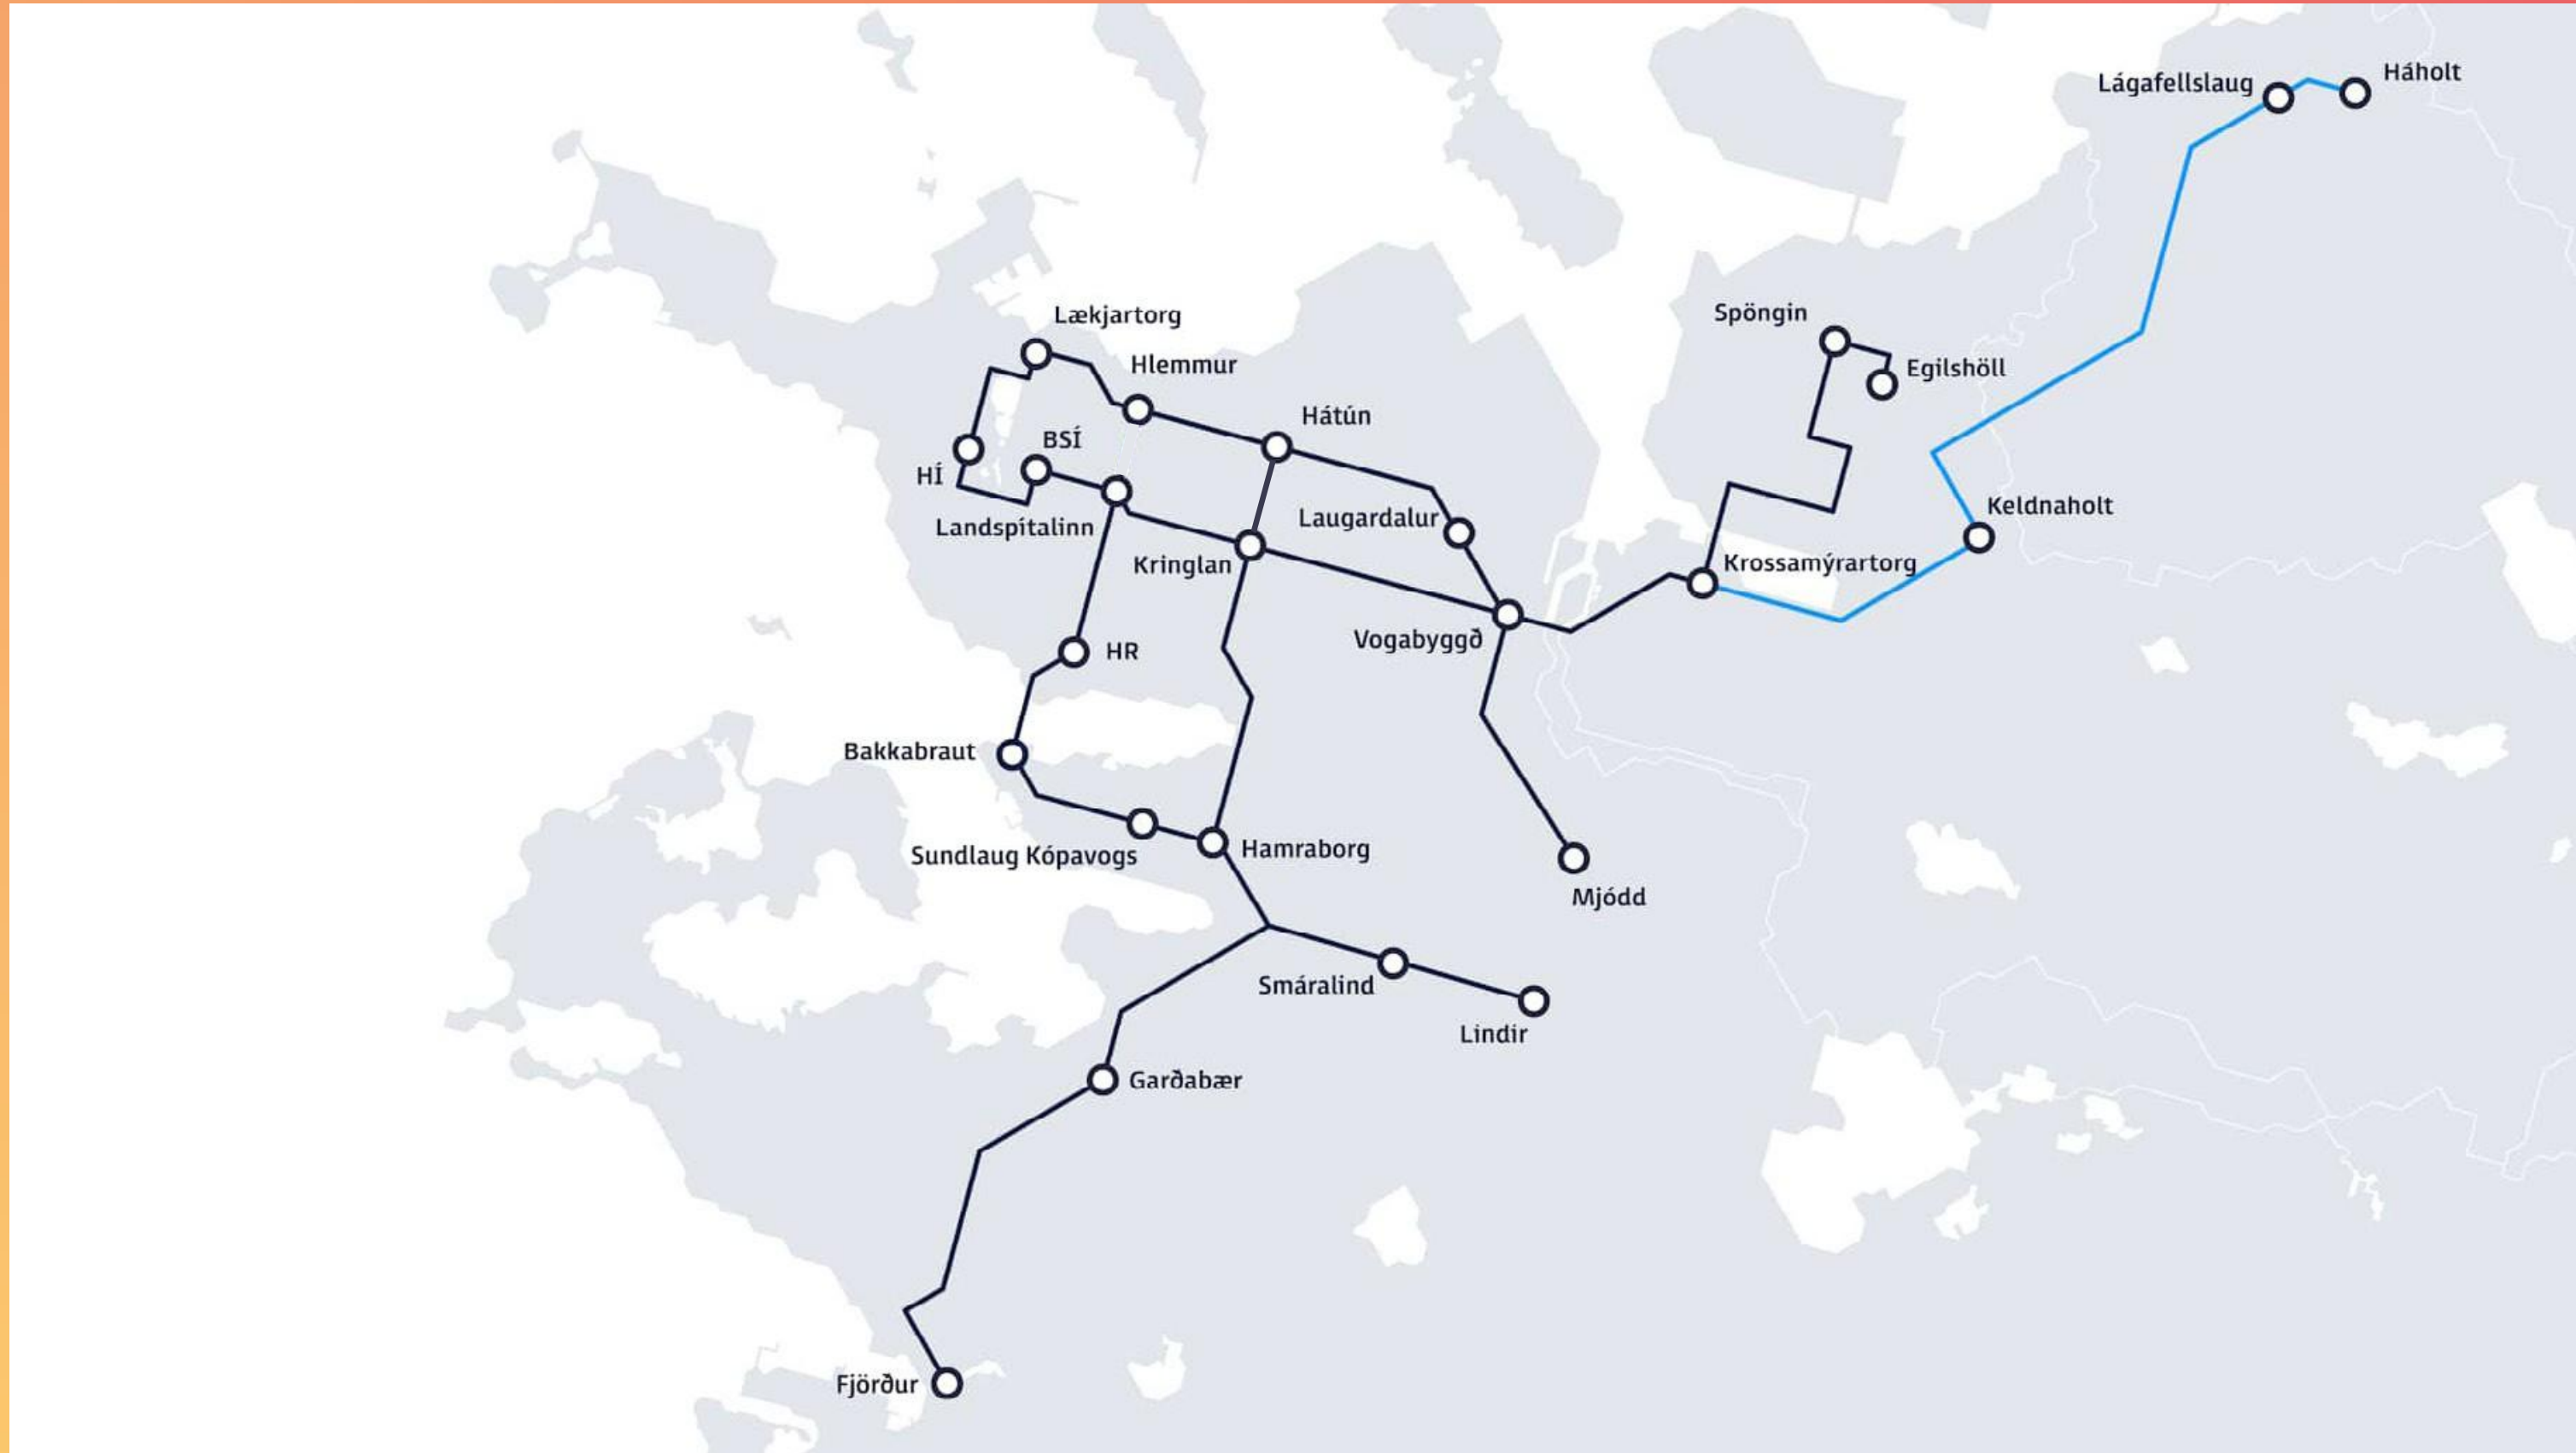 Háholt
Lágafellslaug
Spöngin
Lækjartorg
Hlemmur
Egilshöll
Hátún
BSÍ
HÍ
Keldnaholt
Laugardalur
Landspítalinn
Kringlan
Krossamýrartorg
Vogabyggð
HR
Bakkabraut
Hamraborg
Sundlaug Kópavogs
Mjódd
Smáralind
Lindir
Garðabær
Fjörður